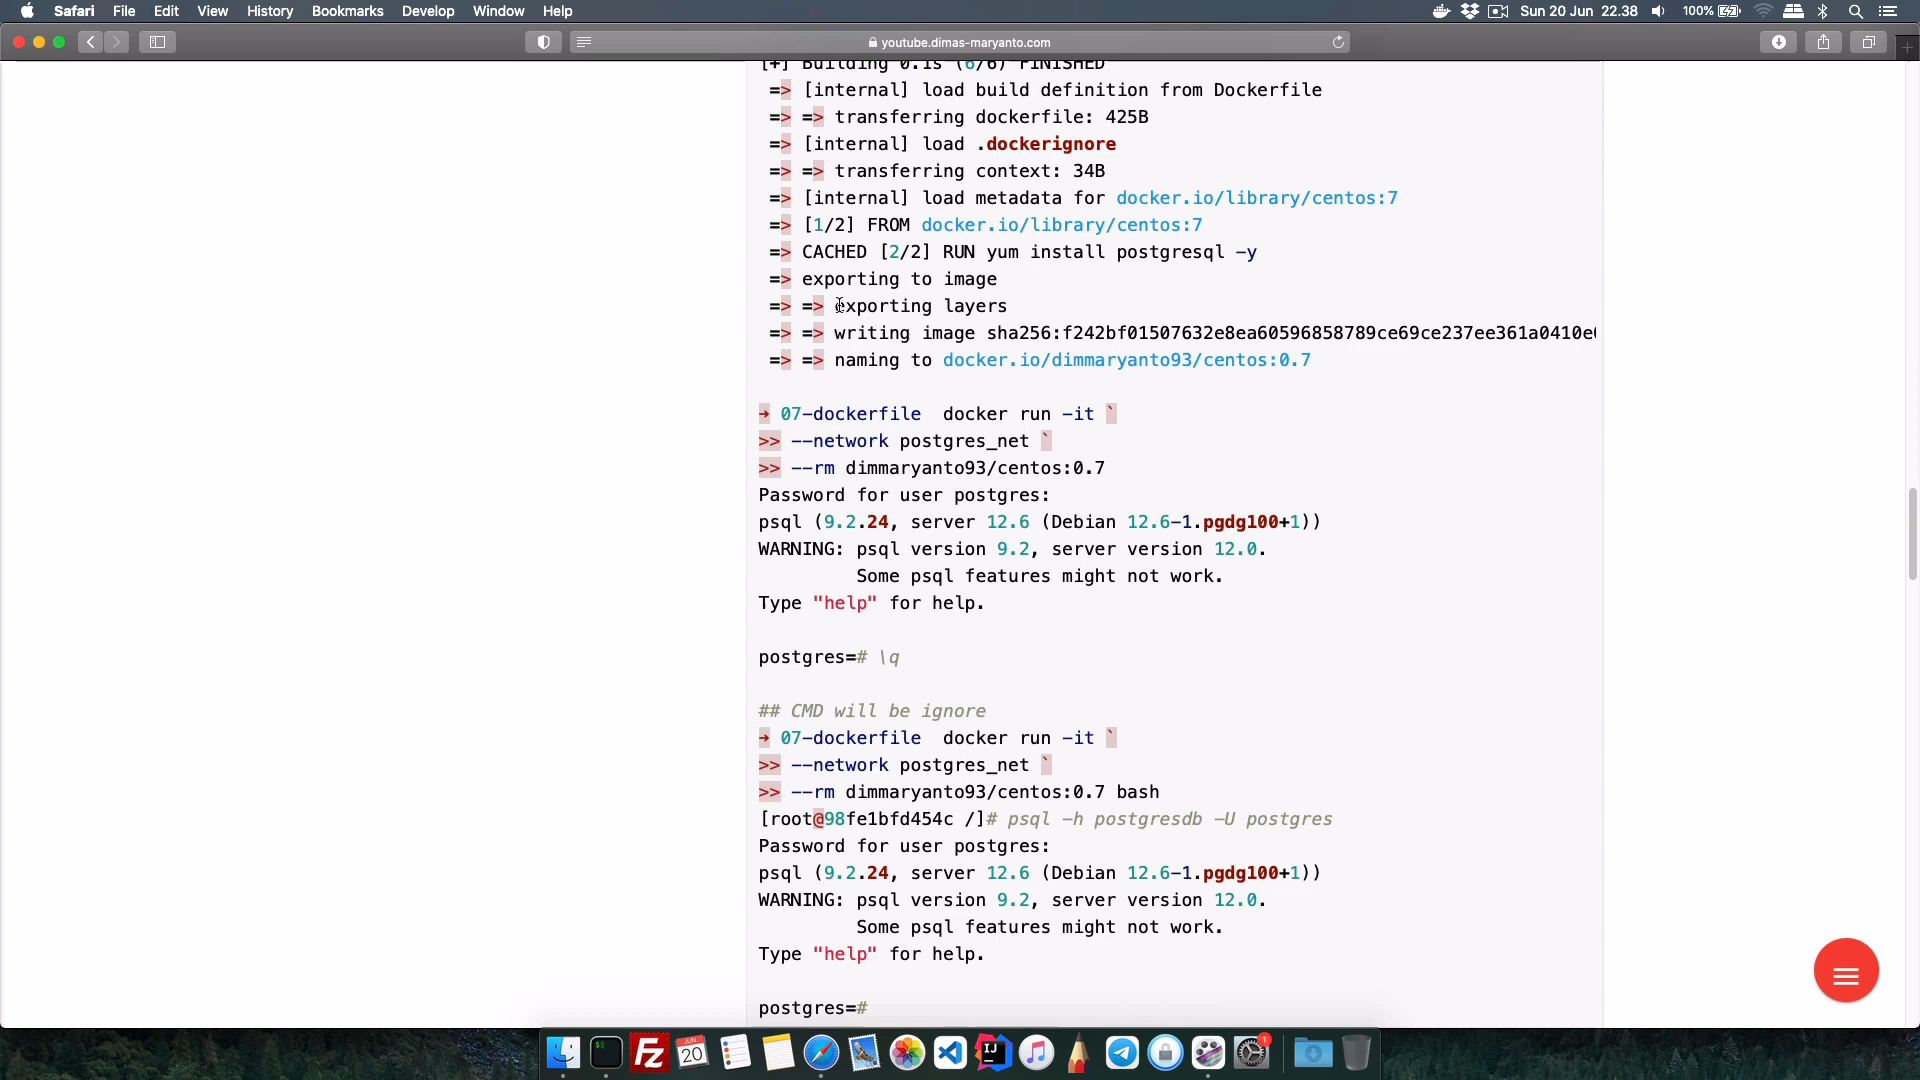 Safari File Edit View History Bookmarks Develop Window Help
Sun 20 Jun 22.38 100%
youtube.dimas-maryanto.com
[+] Building 0.1s (6/6) FINISHED
=> [internal] load build definition from Dockerfile
=> => transferring dockerfile: 425B
=> [internal] load .dockerignore
=> => transferring context: 34B
=> [internal] load metadata for docker.io/library/centos:7
=> [1/2] FROM docker.io/library/centos:7
=> CACHED [2/2] RUN yum install postgresql -y
=> exporting to image
=> => exporting layers
=> => writing image sha256:f242bf01507632e8ea60596858789ce69ce237ee361a0410e
=> => naming to docker.io/dimmaryanto93/centos:0.7
➜ 07-dockerfile  docker run -it `
>> --network postgres_net `
>> --rm dimmaryanto93/centos:0.7
Password for user postgres:
psql (9.2.24, server 12.6 (Debian 12.6-1.pgdg100+1))
WARNING: psql version 9.2, server version 12.0.
Some psql features might not work.
Type "help" for help.
postgres=# \q
## CMD will be ignore
➜ 07-dockerfile  docker run -it `
>> --network postgres_net `
>> --rm dimmaryanto93/centos:0.7 bash
[root@98fe1bfd454c /]# psql -h postgresdb -U postgres
Password for user postgres:
psql (9.2.24, server 12.6 (Debian 12.6-1.pgdg100+1))
WARNING: psql version 9.2, server version 12.0.
Some psql features might not work.
Type "help" for help.
postgres=#
JUN
20
1